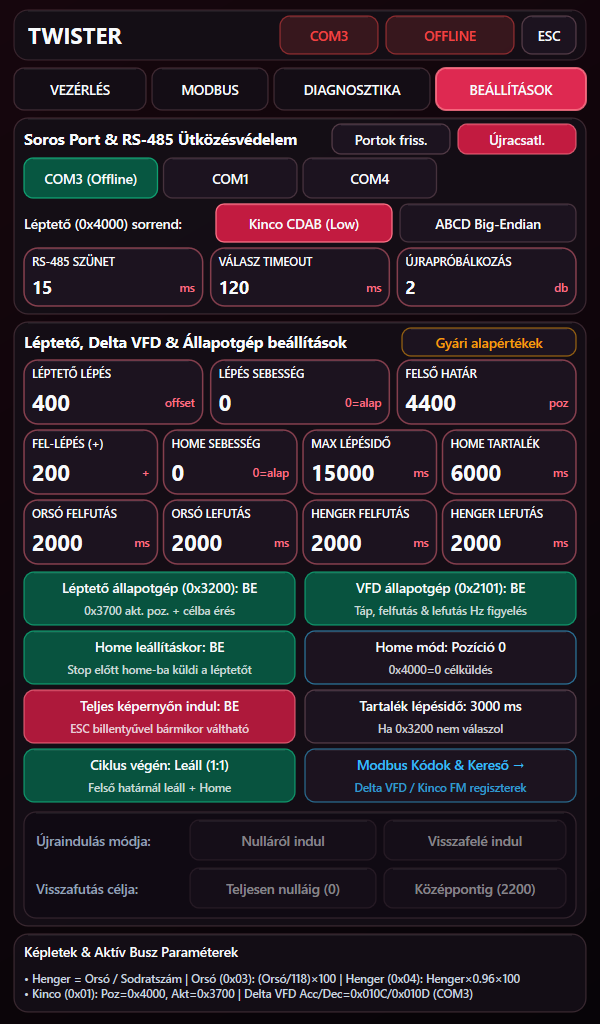 TWISTER
COM3
OFFLINE
ESC
VEZÉRLÉS
MODBUS
DIAGNOSZTIKA
BEÁLLÍTÁSOK
Soros Port & RS-485 Ütközésvédelem
Portok friss.
Újracsatl.
COM3 (Offline)
COM1
COM4
Léptető (0x4000) sorrend:
Kinco CDAB (Low)
ABCD Big-Endian
RS-485 SZÜNET
15 ms
VÁLASZ TIMEOUT
120 ms
ÚJRAPRÓBÁLKOZÁS
2 db
Léptető, Delta VFD & Állapotgép beállítások
Gyári alapértékek
LÉPTETŐ LÉPÉS
400 offset
LÉPÉS SEBESSÉG
0 0=alap
FELSŐ HATÁR
4400 poz
FEL-LÉPÉS (+)
200 +
HOME SEBESSÉG
0 0=alap
MAX LÉPÉSIDŐ
15000 ms
HOME TARTALÉK
6000 ms
ORSÓ FELFUTÁS
2000 ms
ORSÓ LEFUTÁS
2000 ms
HENGER FELFUTÁS
2000 ms
HENGER LEFUTÁS
2000 ms
Léptető állapotgép (0x3200): BE
0x3700 akt. poz. + célba érés
VFD állapotgép (0x2101): BE
Táp, felfutás & lefutás Hz figyelés
Home leállításkor: BE
Stop előtt home-ba küldi a léptetőt
Home mód: Pozíció 0
0x4000=0 célküldés
Teljes képernyőn indul: BE
ESC billentyűvel bármikor váltható
Tartalék lépésidő: 3000 ms
Ha 0x3200 nem válaszol
Ciklus végén: Leáll (1:1)
Felső határnál leáll + Home
Modbus Kódok & Kereső →
Delta VFD / Kinco FM regiszterek
Újraindulás módja:
Nulláról indul
Visszafelé indul
Visszafutás célja:
Teljesen nulláig (0)
Középpontig (2200)
Képletek & Aktív Busz Paraméterek
• Henger = Orsó / Sodratszám | Orsó (0x03): (Orsó/118)×100 | Henger (0x04): Henger×0.96×100
• Kinco (0x01): Poz=0x4000, Akt=0x3700 | Delta VFD Acc/Dec=0x010C/0x010D (COM3)